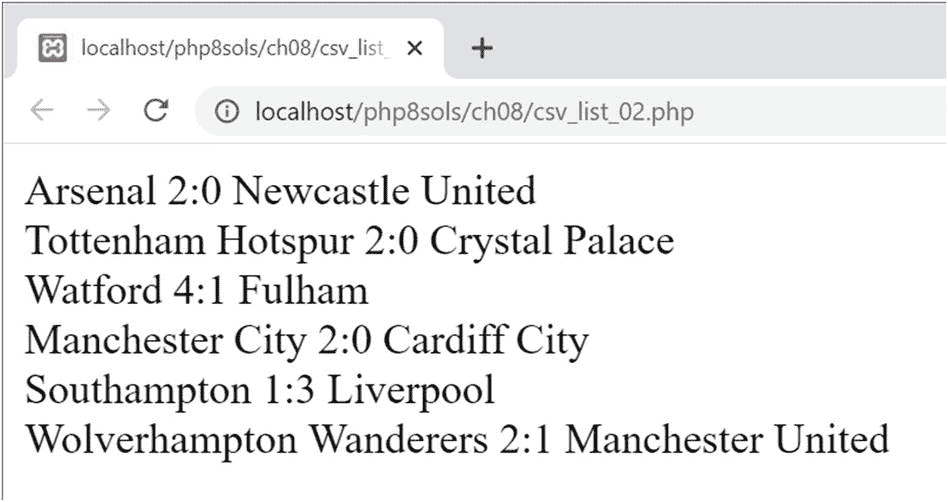 localhost/php8sols/ch08/csv_list_
localhost/php8sols/ch08/csv_list_02.php
Arsenal 2:0 Newcastle United
Tottenham Hotspur 2:0 Crystal Palace
Watford 4:1 Fulham
Manchester City 2:0 Cardiff City
Southampton 1:3 Liverpool
Wolverhampton Wanderers 2:1 Manchester United